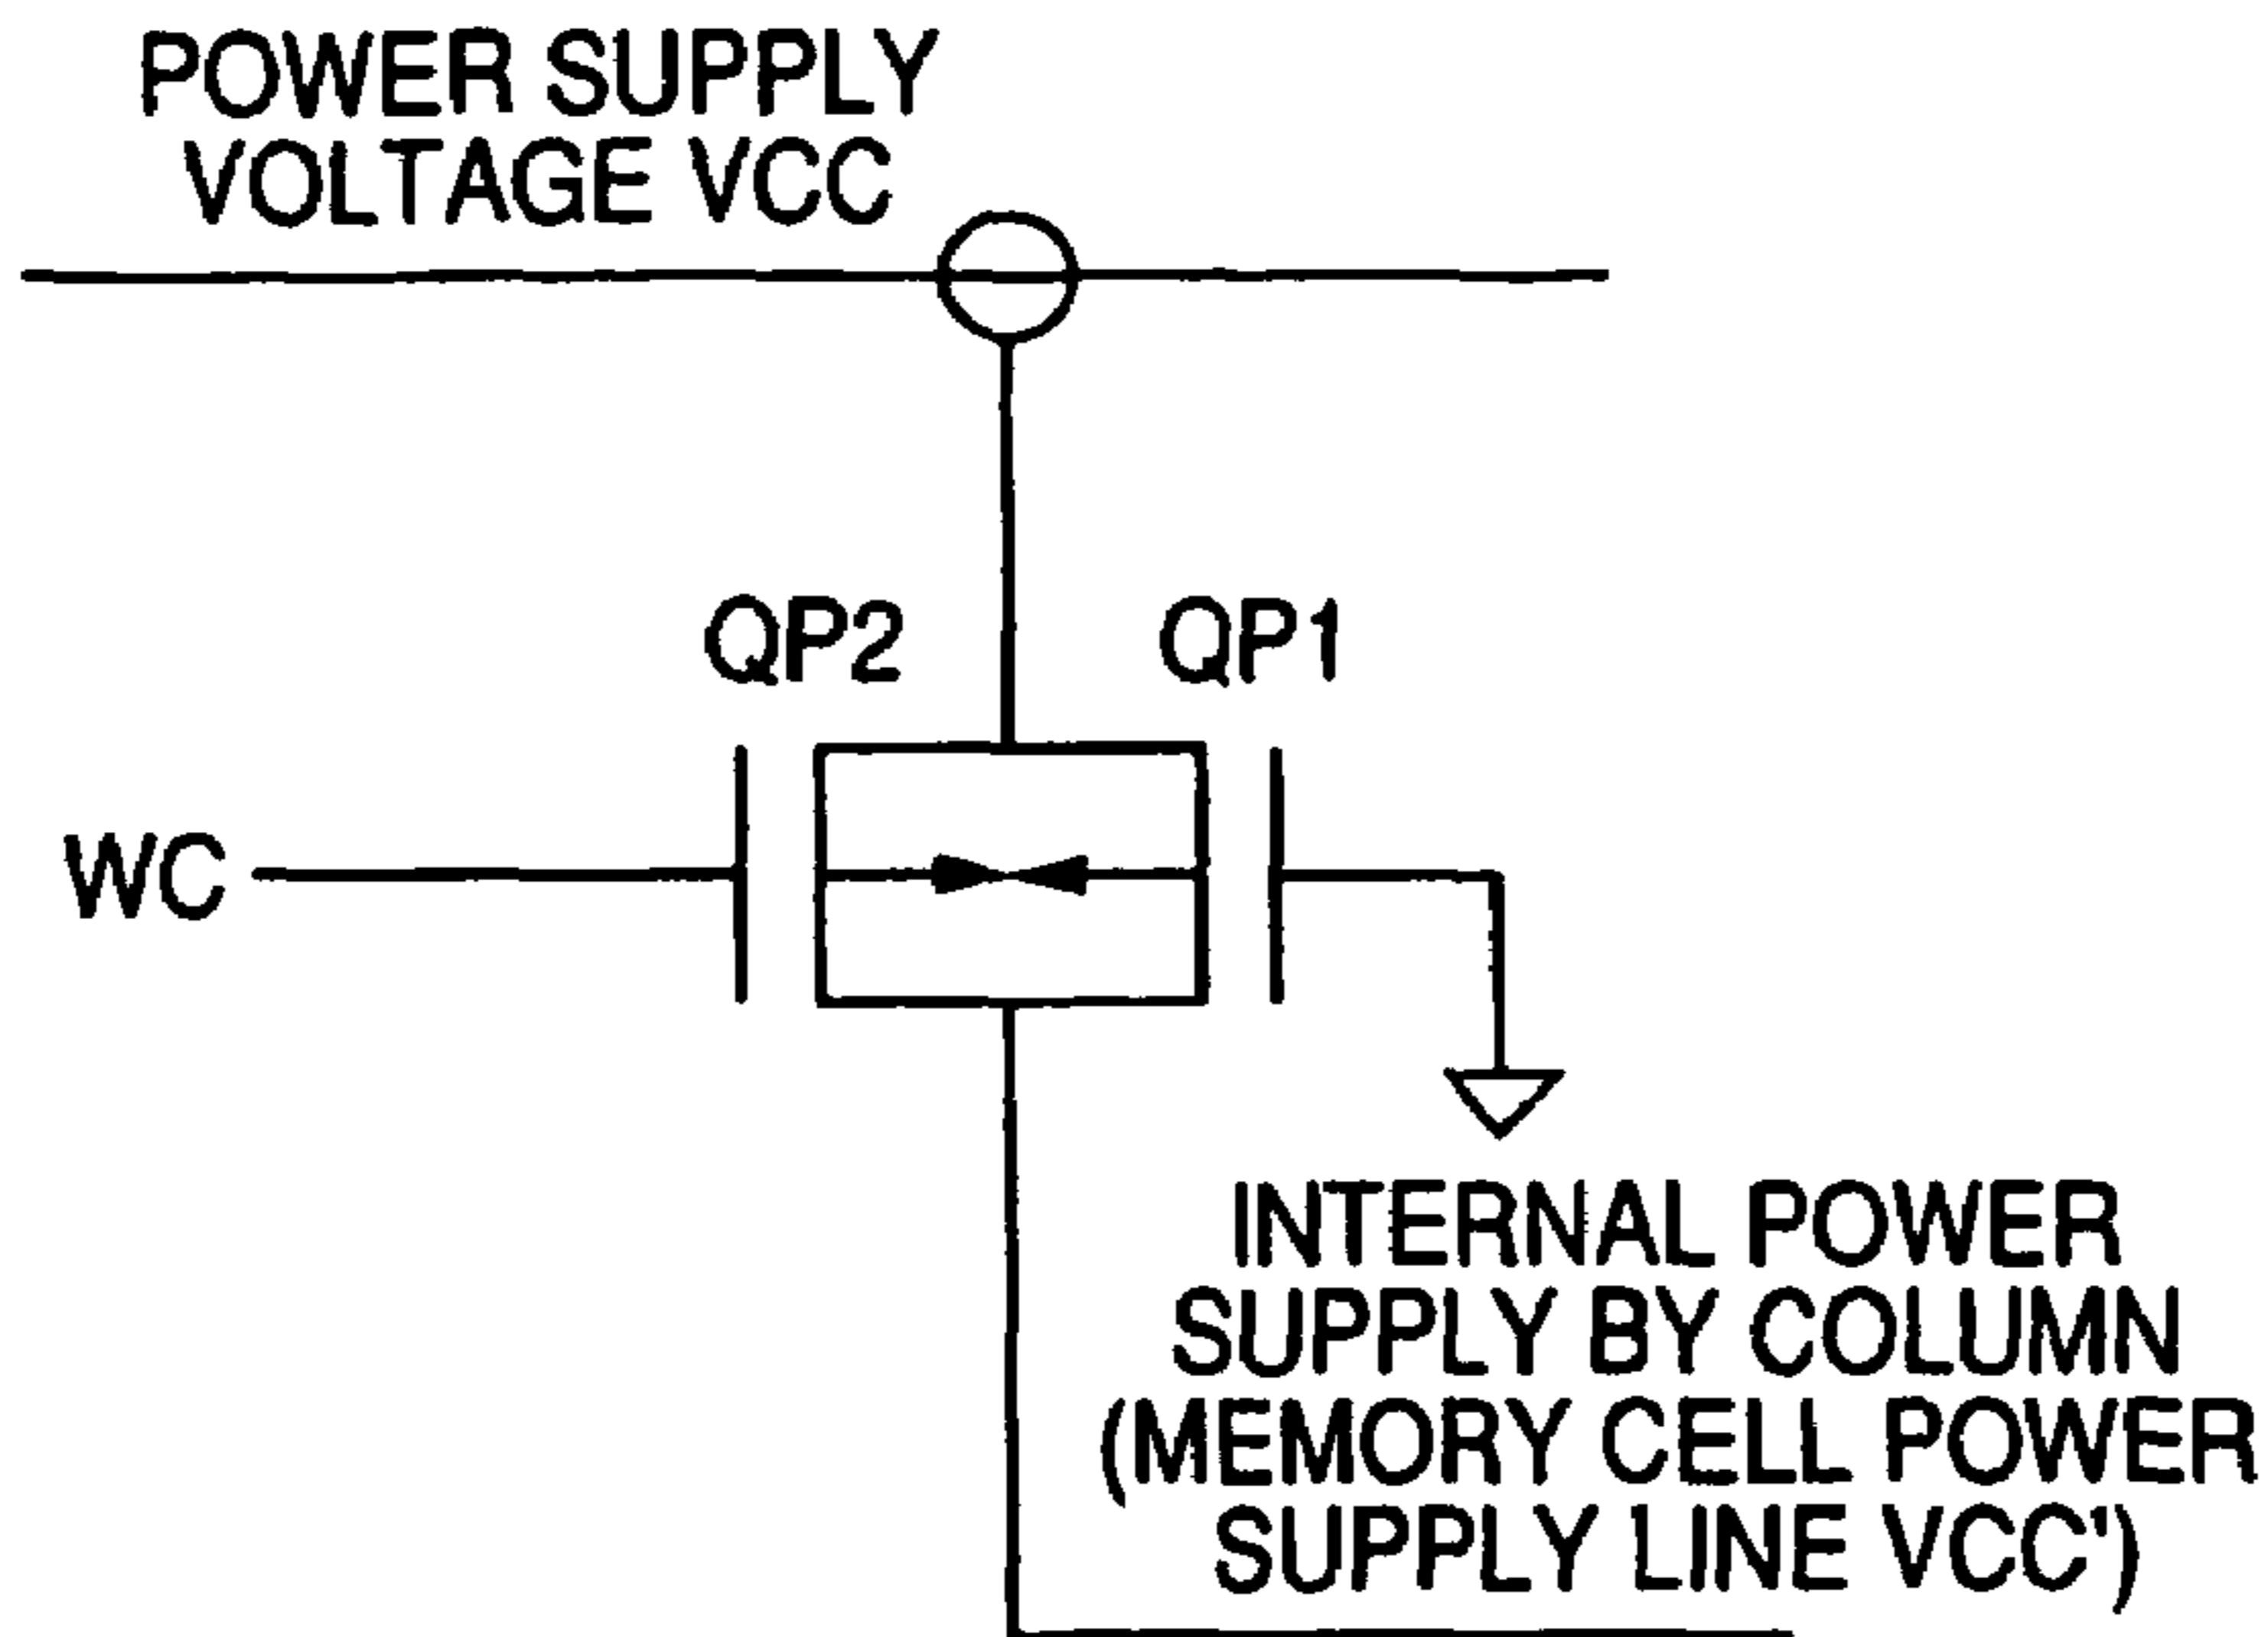 POWER SUPPLY
VOLTAGE VCC
QP2
QP1
WC
INTERNAL POWER
SUPPLY BY COLUMN
(MEMORY CELL POWER
SUPPLY LINE VCC')